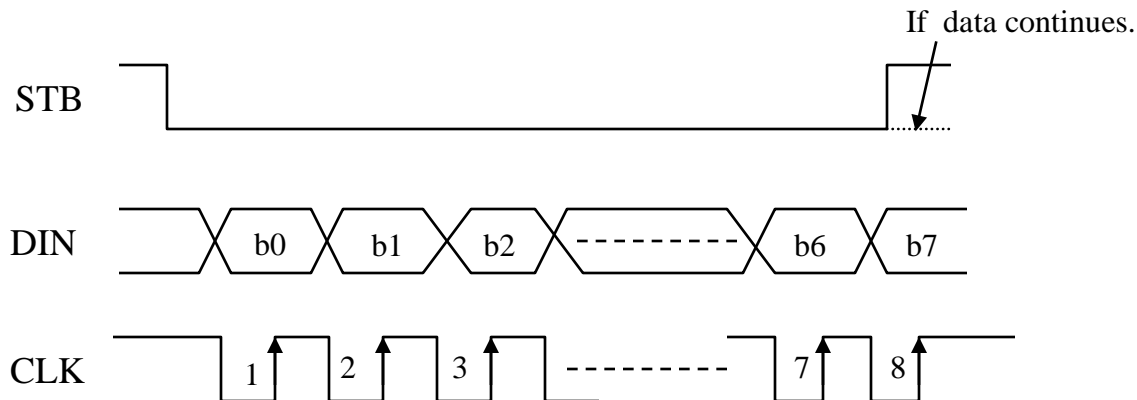 If data continues.
STB
DIN b0 b1 b2 b6 b7
CLK 1 2 3 7 8